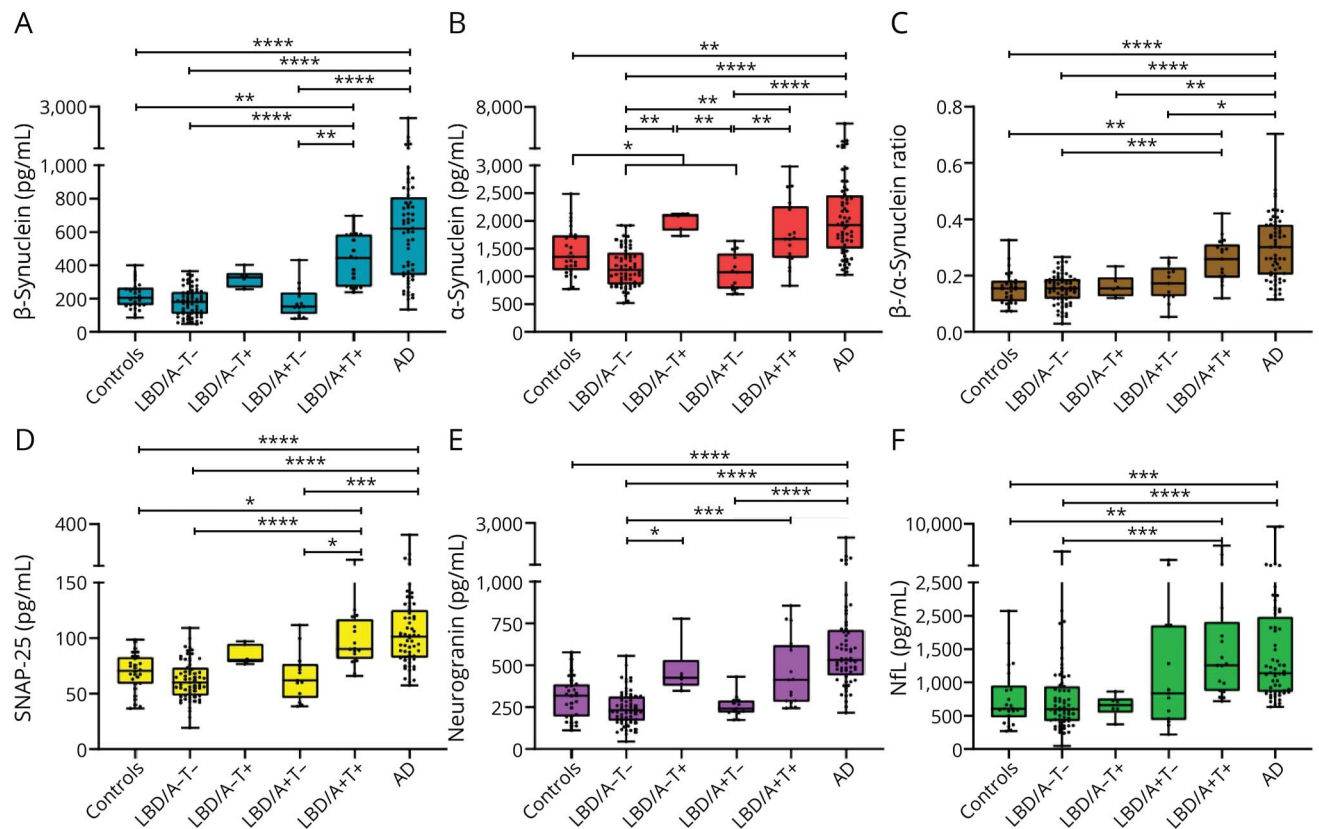 A
B
C
****
****
****
**
****
**
3,000
1,000
800
600
400
200
0
β-Synuclein (pg/mL)
Controls
LBD/A−T−
LBD/A−T+
LBD/A+T−
LBD/A+T+
AD
**
****
****
**
** ** **
*
8,000
3,000
2,500
2,000
1,500
1,000
500
0
α-Synuclein (pg/mL)
Controls
LBD/A−T−
LBD/A−T+
LBD/A+T−
LBD/A+T+
AD
****
****
**
*
**
***
0.8
0.6
0.4
0.2
0.0
β-/α-Synuclein ratio
Controls
LBD/A−T−
LBD/A−T+
LBD/A+T−
LBD/A+T+
AD
D
E
F
****
****
***
*
****
*
400
150
100
50
0
SNAP-25 (pg/mL)
Controls
LBD/A−T−
LBD/A−T+
LBD/A+T−
LBD/A+T+
AD
****
****
****
***
*
3,000
1,000
750
500
250
0
Neurogranin (pg/mL)
Controls
LBD/A−T−
LBD/A−T+
LBD/A+T−
LBD/A+T+
AD
***
****
**
***
10,000
2,500
2,500
1,500
1,000
500
0
NfL (pg/mL)
Controls
LBD/A−T−
LBD/A−T+
LBD/A+T−
LBD/A+T+
AD